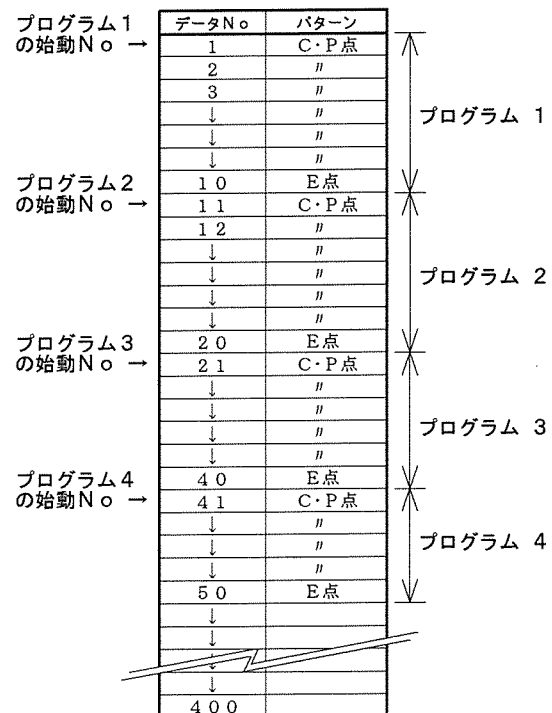 データNo パターン
プログラム1
の始動No → 1 C・P点
2 〃
3 〃
↓ 〃
↓ 〃
↓ 〃
プログラム 1
プログラム2
10 E点
の始動No → 11 C・P点
12 〃
↓ 〃
↓ 〃
↓ 〃
↓ 〃
プログラム 2
プログラム3
20 E点
の始動No → 21 C・P点
↓ 〃
↓ 〃
↓ 〃
↓ 〃
プログラム 3
プログラム4
40 E点
の始動No → 41 C・P点
↓ 〃
↓ 〃
↓ 〃
プログラム 4
50 E点
↓
↓
↓
↓
400